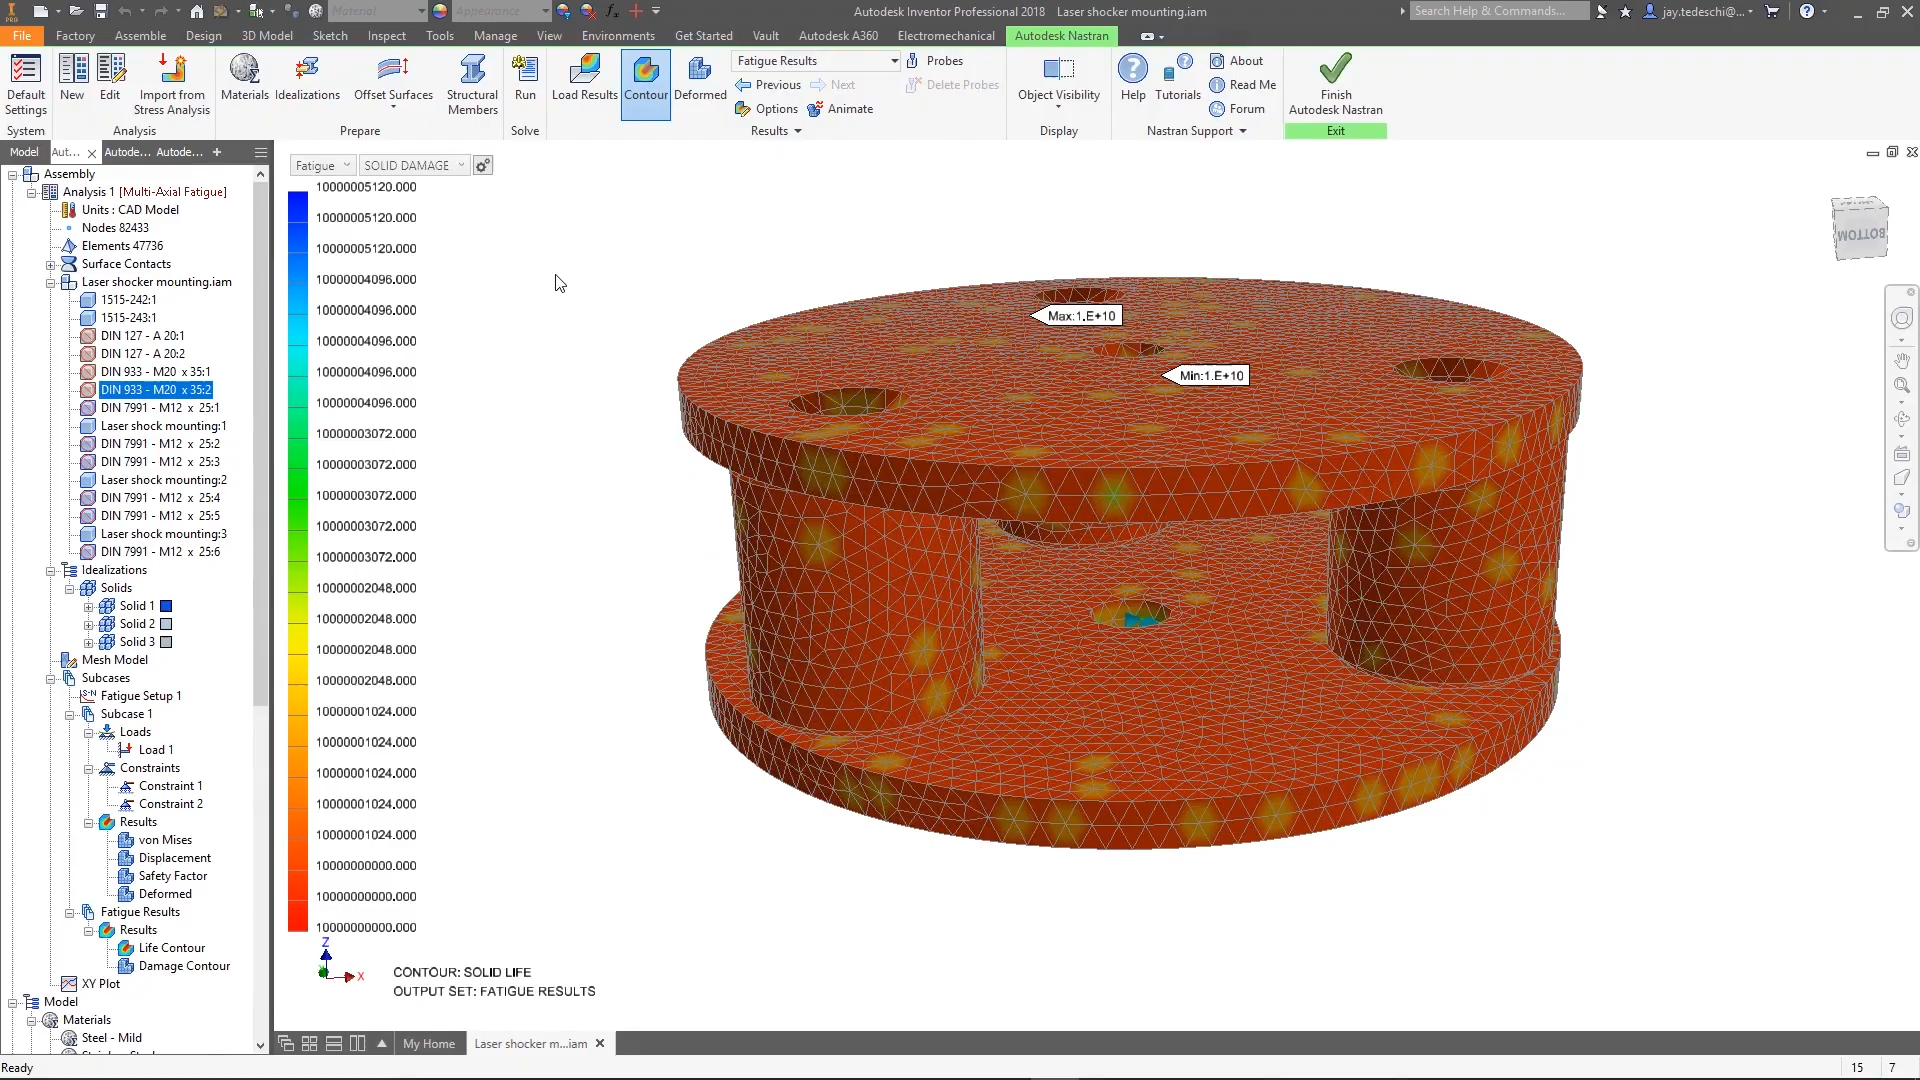 PRO
Material
Appearance
Autodesk Inventor Professional 2018 Laser shocker mounting.iam
Search Help & Commands...
jay.tedeschi@...
File Factory Assemble Design 3D Model Sketch Inspect Tools Manage View Environments Get Started Vault Autodesk A360 Electromechanical Autodesk Nastran
Fatigue Results Probes About
Previous Next Delete Probes Read Me
Default Settings New Edit Import from Stress Analysis Materials Idealizations Offset Surfaces Structural Members Run Load Results Contour Deformed Object Visibility Help Tutorials Finish Autodesk Nastran
Options Animate Forum
System Analysis Prepare Solve Results Display Nastran Support Exit
Model Aut... Autode... Autode... +
Assembly
Analysis 1 [Multi-Axial Fatigue]
Units : CAD Model
Nodes 82433
Elements 47736
Surface Contacts
Laser shocker mounting.iam
1515-242:1
1515-243:1
DIN 127 - A 20:1
DIN 127 - A 20:2
DIN 933 - M20 x 35:1
DIN 933 - M20 x 35:2
DIN 7991 - M12 x 25:1
Laser shock mounting:1
DIN 7991 - M12 x 25:2
DIN 7991 - M12 x 25:3
Laser shock mounting:2
DIN 7991 - M12 x 25:4
DIN 7991 - M12 x 25:5
Laser shock mounting:3
DIN 7991 - M12 x 25:6
Idealizations
Solids
Solid 1
Solid 2
Solid 3
Mesh Model
Subcases
Fatigue Setup 1
Subcase 1
Loads
Load 1
Constraints
Constraint 1
Constraint 2
Results
von Mises
Displacement
Safety Factor
Deformed
Fatigue Results
Results
Life Contour
Damage Contour
XY Plot
Model
Materials
Steel - Mild
Fatigue SOLID DAMAGE
10000005120.000
10000005120.000
10000005120.000
10000004096.000
10000004096.000
10000004096.000
10000004096.000
10000004096.000
10000003072.000
10000003072.000
10000003072.000
10000003072.000
10000003072.000
10000002048.000
10000002048.000
10000002048.000
10000002048.000
10000001024.000
10000001024.000
10000001024.000
10000001024.000
10000001024.000
10000000000.000
10000000000.000
10000000000.000
Max:1.E+10
Min:1.E+10
BOTTOM
Z
X
CONTOUR: SOLID LIFE
OUTPUT SET: FATIGUE RESULTS
My Home Laser shocker m...iam
Ready 15 7